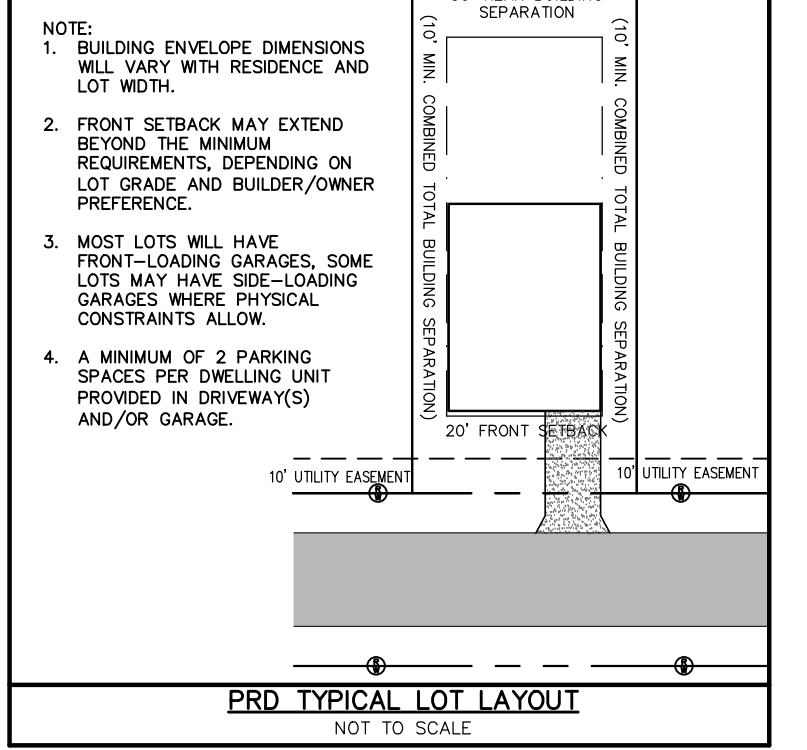 SEPARATION
NOTE:
1. BUILDING ENVELOPE DIMENSIONS
WILL VARY WITH RESIDENCE AND
LOT WIDTH.
2. FRONT SETBACK MAY EXTEND
BEYOND THE MINIMUM
REQUIREMENTS, DEPENDING ON
LOT GRADE AND BUILDER/OWNER
PREFERENCE.
3. MOST LOTS WILL HAVE
FRONT-LOADING GARAGES, SOME
LOTS MAY HAVE SIDE-LOADING
GARAGES WHERE PHYSICAL
CONSTRAINTS ALLOW.
4. A MINIMUM OF 2 PARKING
SPACES PER DWELLING UNIT
PROVIDED IN DRIVEWAY(S)
AND/OR GARAGE.
(10' MIN. COMBINED TOTAL BUILDING SEPARATION)
(10' MIN. COMBINED TOTAL BUILDING SEPARATION)
20' FRONT SETBACK
10' UTILITY EASEMENT
10' UTILITY EASEMENT
PRD TYPICAL LOT LAYOUT
NOT TO SCALE